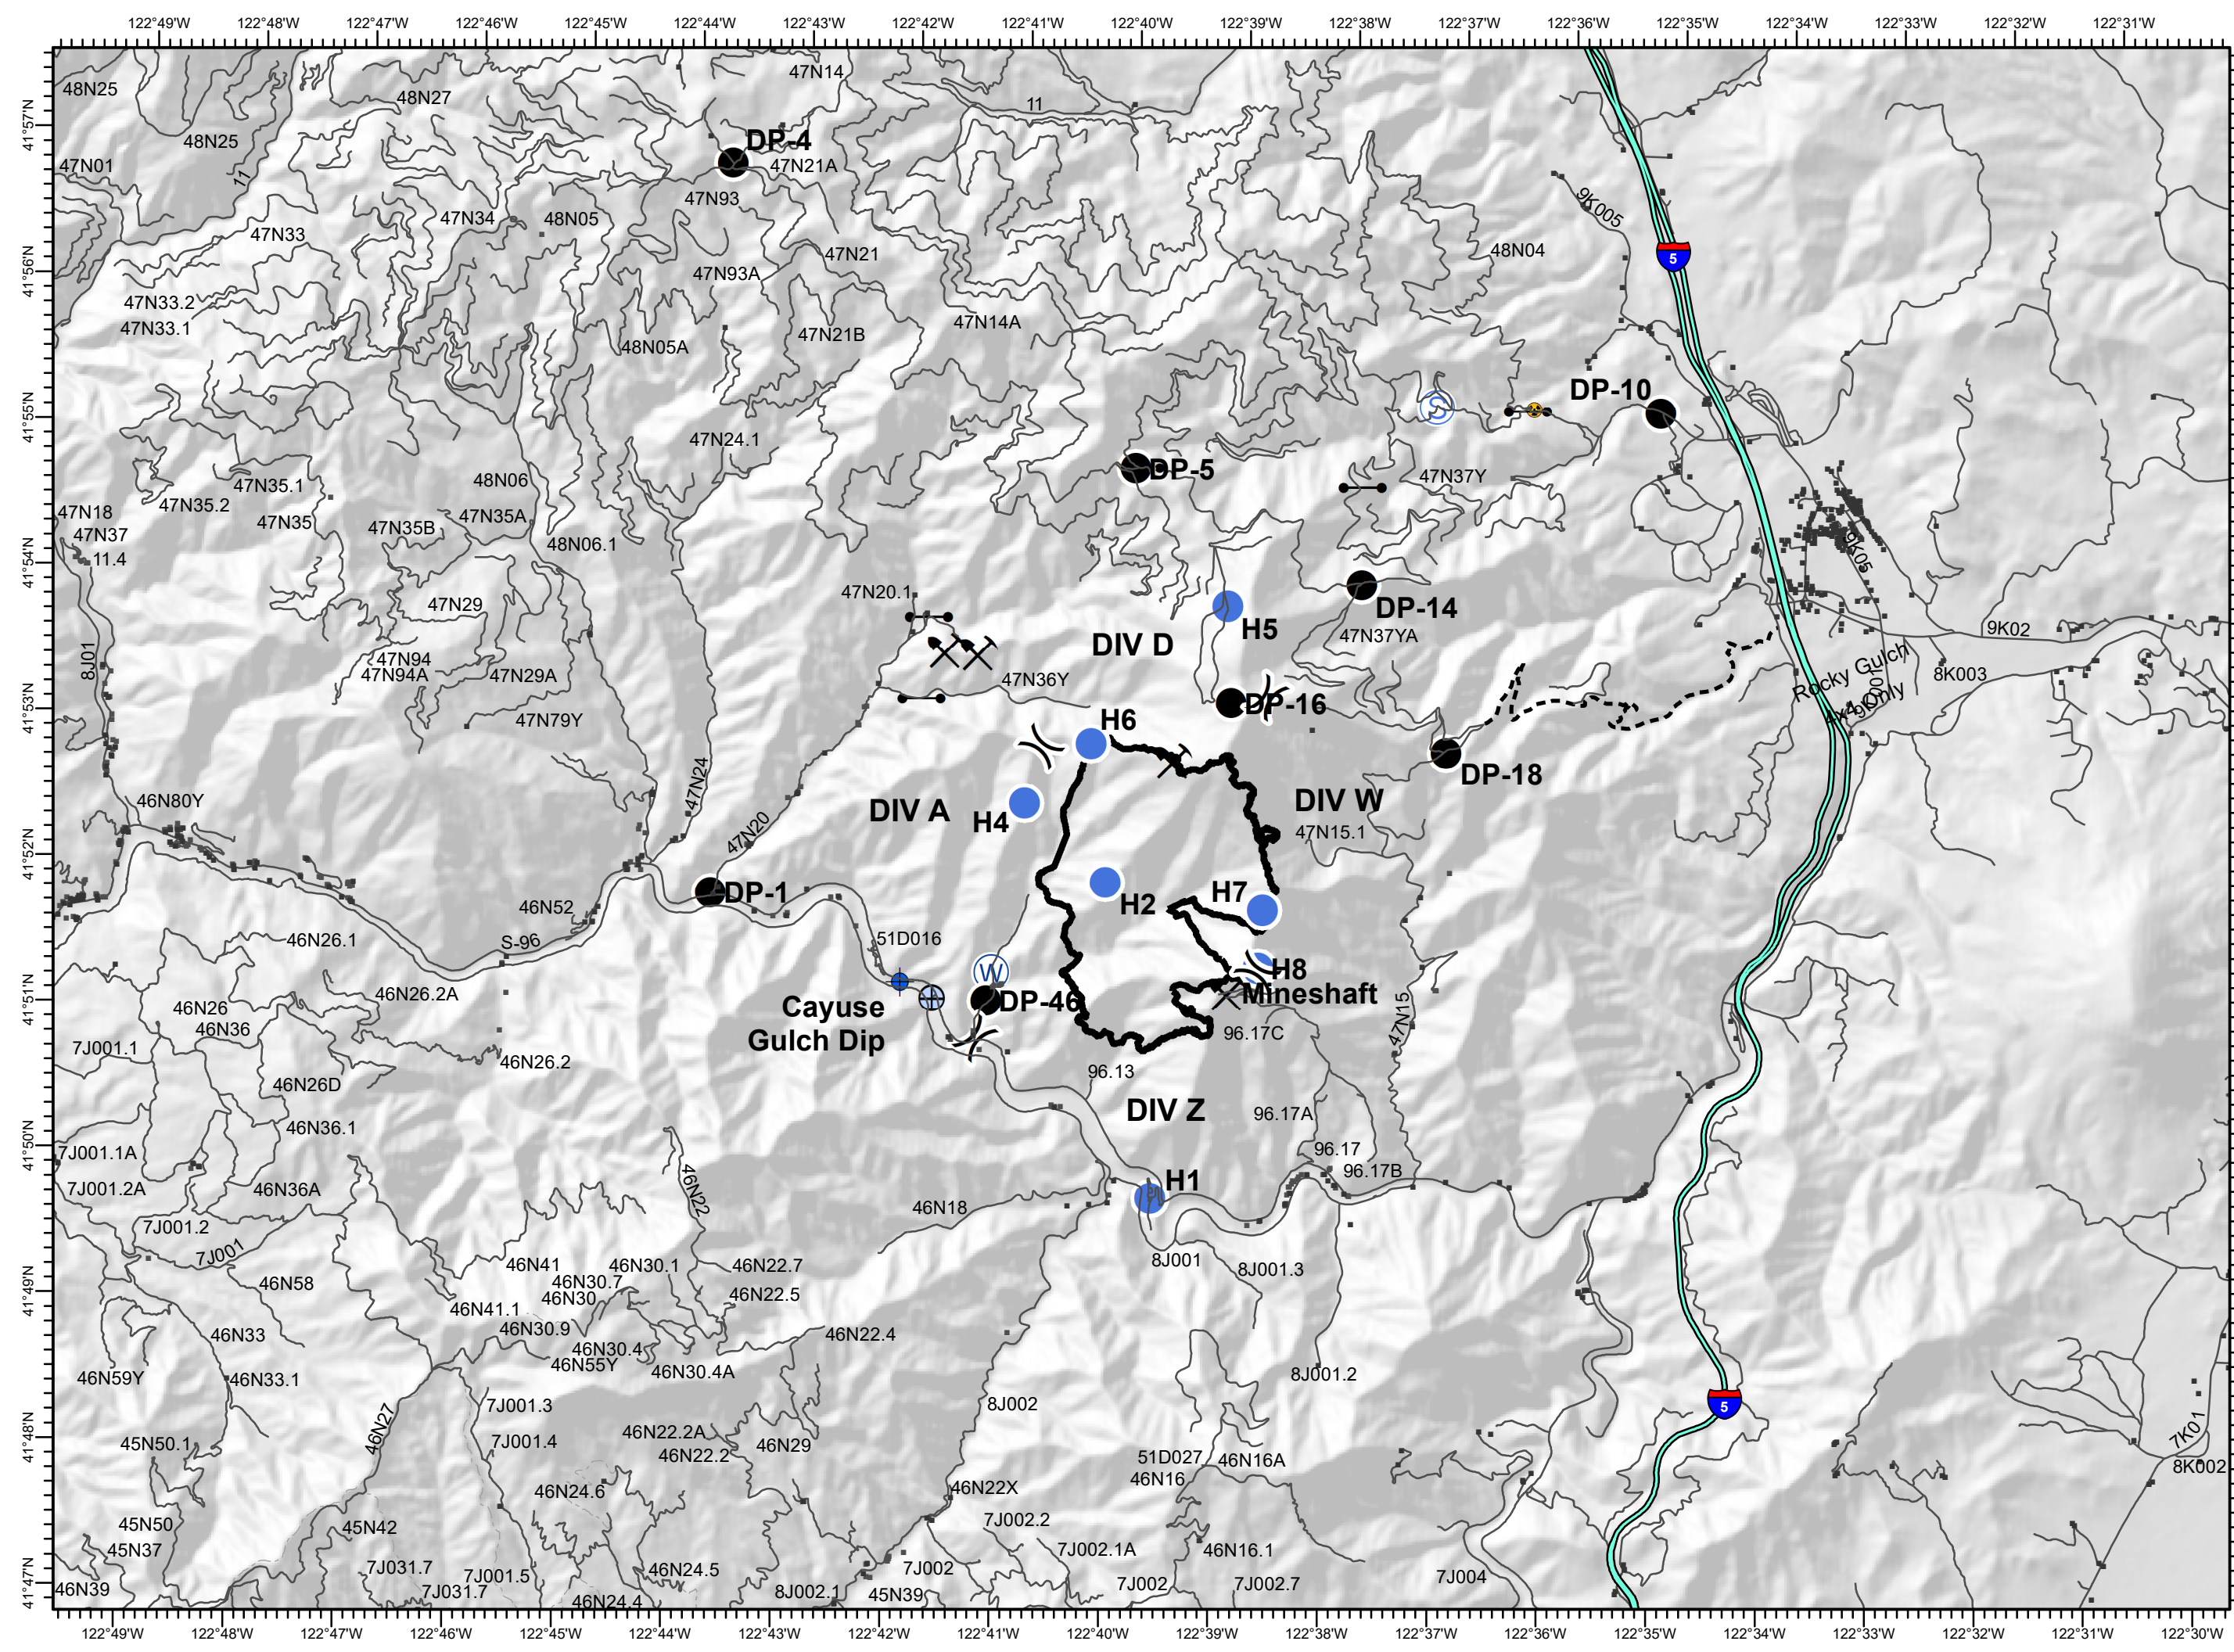 122°49'W 122°48'W 122°47'W 122°46'W 122°45'W 122°44'W 122°43'W 122°42'W 122°41'W 122°40'W 122°39'W 122°38'W 122°37'W 122°36'W 122°35'W 122°34'W 122°33'W 122°32'W 122°31'W
47N14
48N25
48N27
11
41°57'N
DP-4
48N25
47N01
47N21A
11
47N93
9K005
47N34
48N05
47N33
48N04
47N21
41°56'N
5
47N93A
47N33.2
47N14A
47N33.1
47N21B
48N05A
DP-10
S
41°55'N
47N24.1
DP-5
47N37Y
48N06
47N35.1
47N35.2
47N18
47N35A
47N35
47N35B
47N37
48N06.1
9K05
11.4
41°54'N
47N20.1
47N29
DP-14
H5
9K02
47N37YA
DIV D
47N94
8J01
Rocky Gulch
47N94A
47N29A
8K003
47N36Y
9K001
4x4 Only
41°53'N
DP-16
47N79Y
H6
DP-18
47N24
46N80Y
DIV W
DIV A
H4
47N20
47N15.1
41°52'N
DP-1
H7
H2
46N52
51D016
46N26.1
S-96
H8
W
Mineshaft
46N26.2A
DP-46
41°51'N
Cayuse
Gulch Dip
46N26
47N15
46N36
96.17C
7J001.1
46N26.2
96.13
46N26D
DIV Z
96.17A
46N36.1
41°50'N
7J001.1A
96.17
96.17B
H1
7J001.2A
46N36A
46N22
46N18
7J001.2
7J001
8J001
46N41
46N30.1
46N22.7
8J001.3
46N58
46N30.7
41°49'N
46N30
46N22.5
46N41.1
46N30.9
46N33
46N22.4
46N30.4
46N55Y
46N30.4A
8J001.2
46N59Y
46N33.1
7J001.3
8J002
5
46N27
46N22.2A
41°48'N
7J001.4
45N50.1
46N29
7K01
46N22.2
51D027
46N16A
8K002
46N16
46N22X
46N24.6
7J002.2
45N50
45N42
45N37
7J002.1A
46N16.1
7J031.7
7J002
46N24.5
7J001.5
7J004
41°47'N
46N39
7J031.7
8J002.1
45N39
7J002
7J002.7
46N24.4
122°49'W 122°48'W 122°47'W 122°46'W 122°45'W 122°44'W 122°43'W 122°42'W 122°41'W 122°40'W 122°39'W 122°38'W 122°37'W 122°36'W 122°35'W 122°34'W 122°33'W 122°32'W 122°31'W 122°30'W